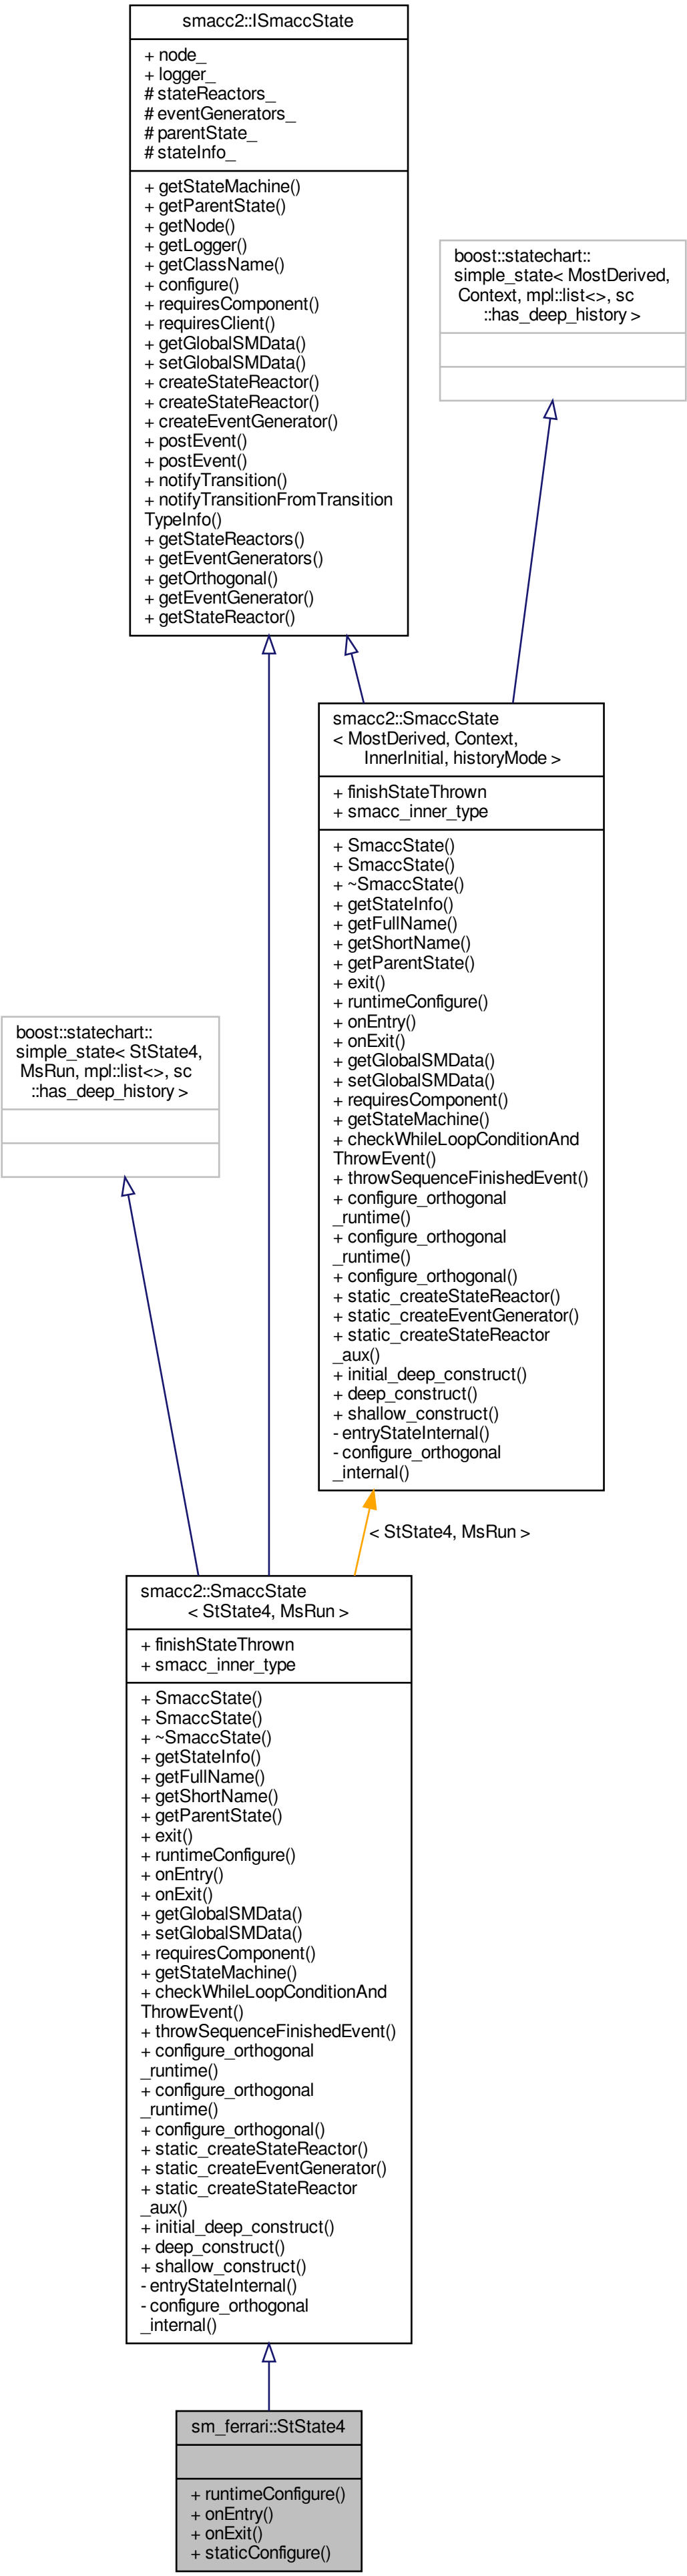 smacc2::ISmaccState
+ node_
+ logger_
# stateReactors_
# eventGenerators_
# parentState_
# stateInfo_
+ getStateMachine()
+ getParentState()
+ getNode()
+ getLogger()
+ getClassName()
+ configure()
+ requiresComponent()
+ requiresClient()
+ getGlobalSMData()
+ setGlobalSMData()
+ createStateReactor()
+ createStateReactor()
+ createEventGenerator()
+ postEvent()
+ postEvent()
+ notifyTransition()
+ notifyTransitionFromTransition
TypeInfo()
+ getStateReactors()
+ getEventGenerators()
+ getOrthogonal()
+ getEventGenerator()
+ getStateReactor()
boost::statechart::
simple_state< MostDerived,
Context, mpl::list<>, sc
::has_deep_history >
smacc2::SmaccState
< MostDerived, Context,
InnerInitial, historyMode >
+ finishStateThrown
+ smacc_inner_type
+ SmaccState()
+ SmaccState()
+ ~SmaccState()
+ getStateInfo()
+ getFullName()
+ getShortName()
+ getParentState()
+ exit()
+ runtimeConfigure()
+ onEntry()
+ onExit()
+ getGlobalSMData()
+ setGlobalSMData()
+ requiresComponent()
+ getStateMachine()
+ checkWhileLoopConditionAnd
ThrowEvent()
+ throwSequenceFinishedEvent()
+ configure_orthogonal
_runtime()
+ configure_orthogonal
_runtime()
+ configure_orthogonal()
+ static_createStateReactor()
+ static_createEventGenerator()
+ static_createStateReactor
_aux()
+ initial_deep_construct()
+ deep_construct()
+ shallow_construct()
- entryStateInternal()
- configure_orthogonal
_internal()
boost::statechart::
simple_state< StState4,
MsRun, mpl::list<>, sc
::has_deep_history >
< StState4, MsRun >
smacc2::SmaccState
< StState4, MsRun >
+ finishStateThrown
+ smacc_inner_type
+ SmaccState()
+ SmaccState()
+ ~SmaccState()
+ getStateInfo()
+ getFullName()
+ getShortName()
+ getParentState()
+ exit()
+ runtimeConfigure()
+ onEntry()
+ onExit()
+ getGlobalSMData()
+ setGlobalSMData()
+ requiresComponent()
+ getStateMachine()
+ checkWhileLoopConditionAnd
ThrowEvent()
+ throwSequenceFinishedEvent()
+ configure_orthogonal
_runtime()
+ configure_orthogonal
_runtime()
+ configure_orthogonal()
+ static_createStateReactor()
+ static_createEventGenerator()
+ static_createStateReactor
_aux()
+ initial_deep_construct()
+ deep_construct()
+ shallow_construct()
- entryStateInternal()
- configure_orthogonal
_internal()
sm_ferrari::StState4
+ runtimeConfigure()
+ onEntry()
+ onExit()
+ staticConfigure()